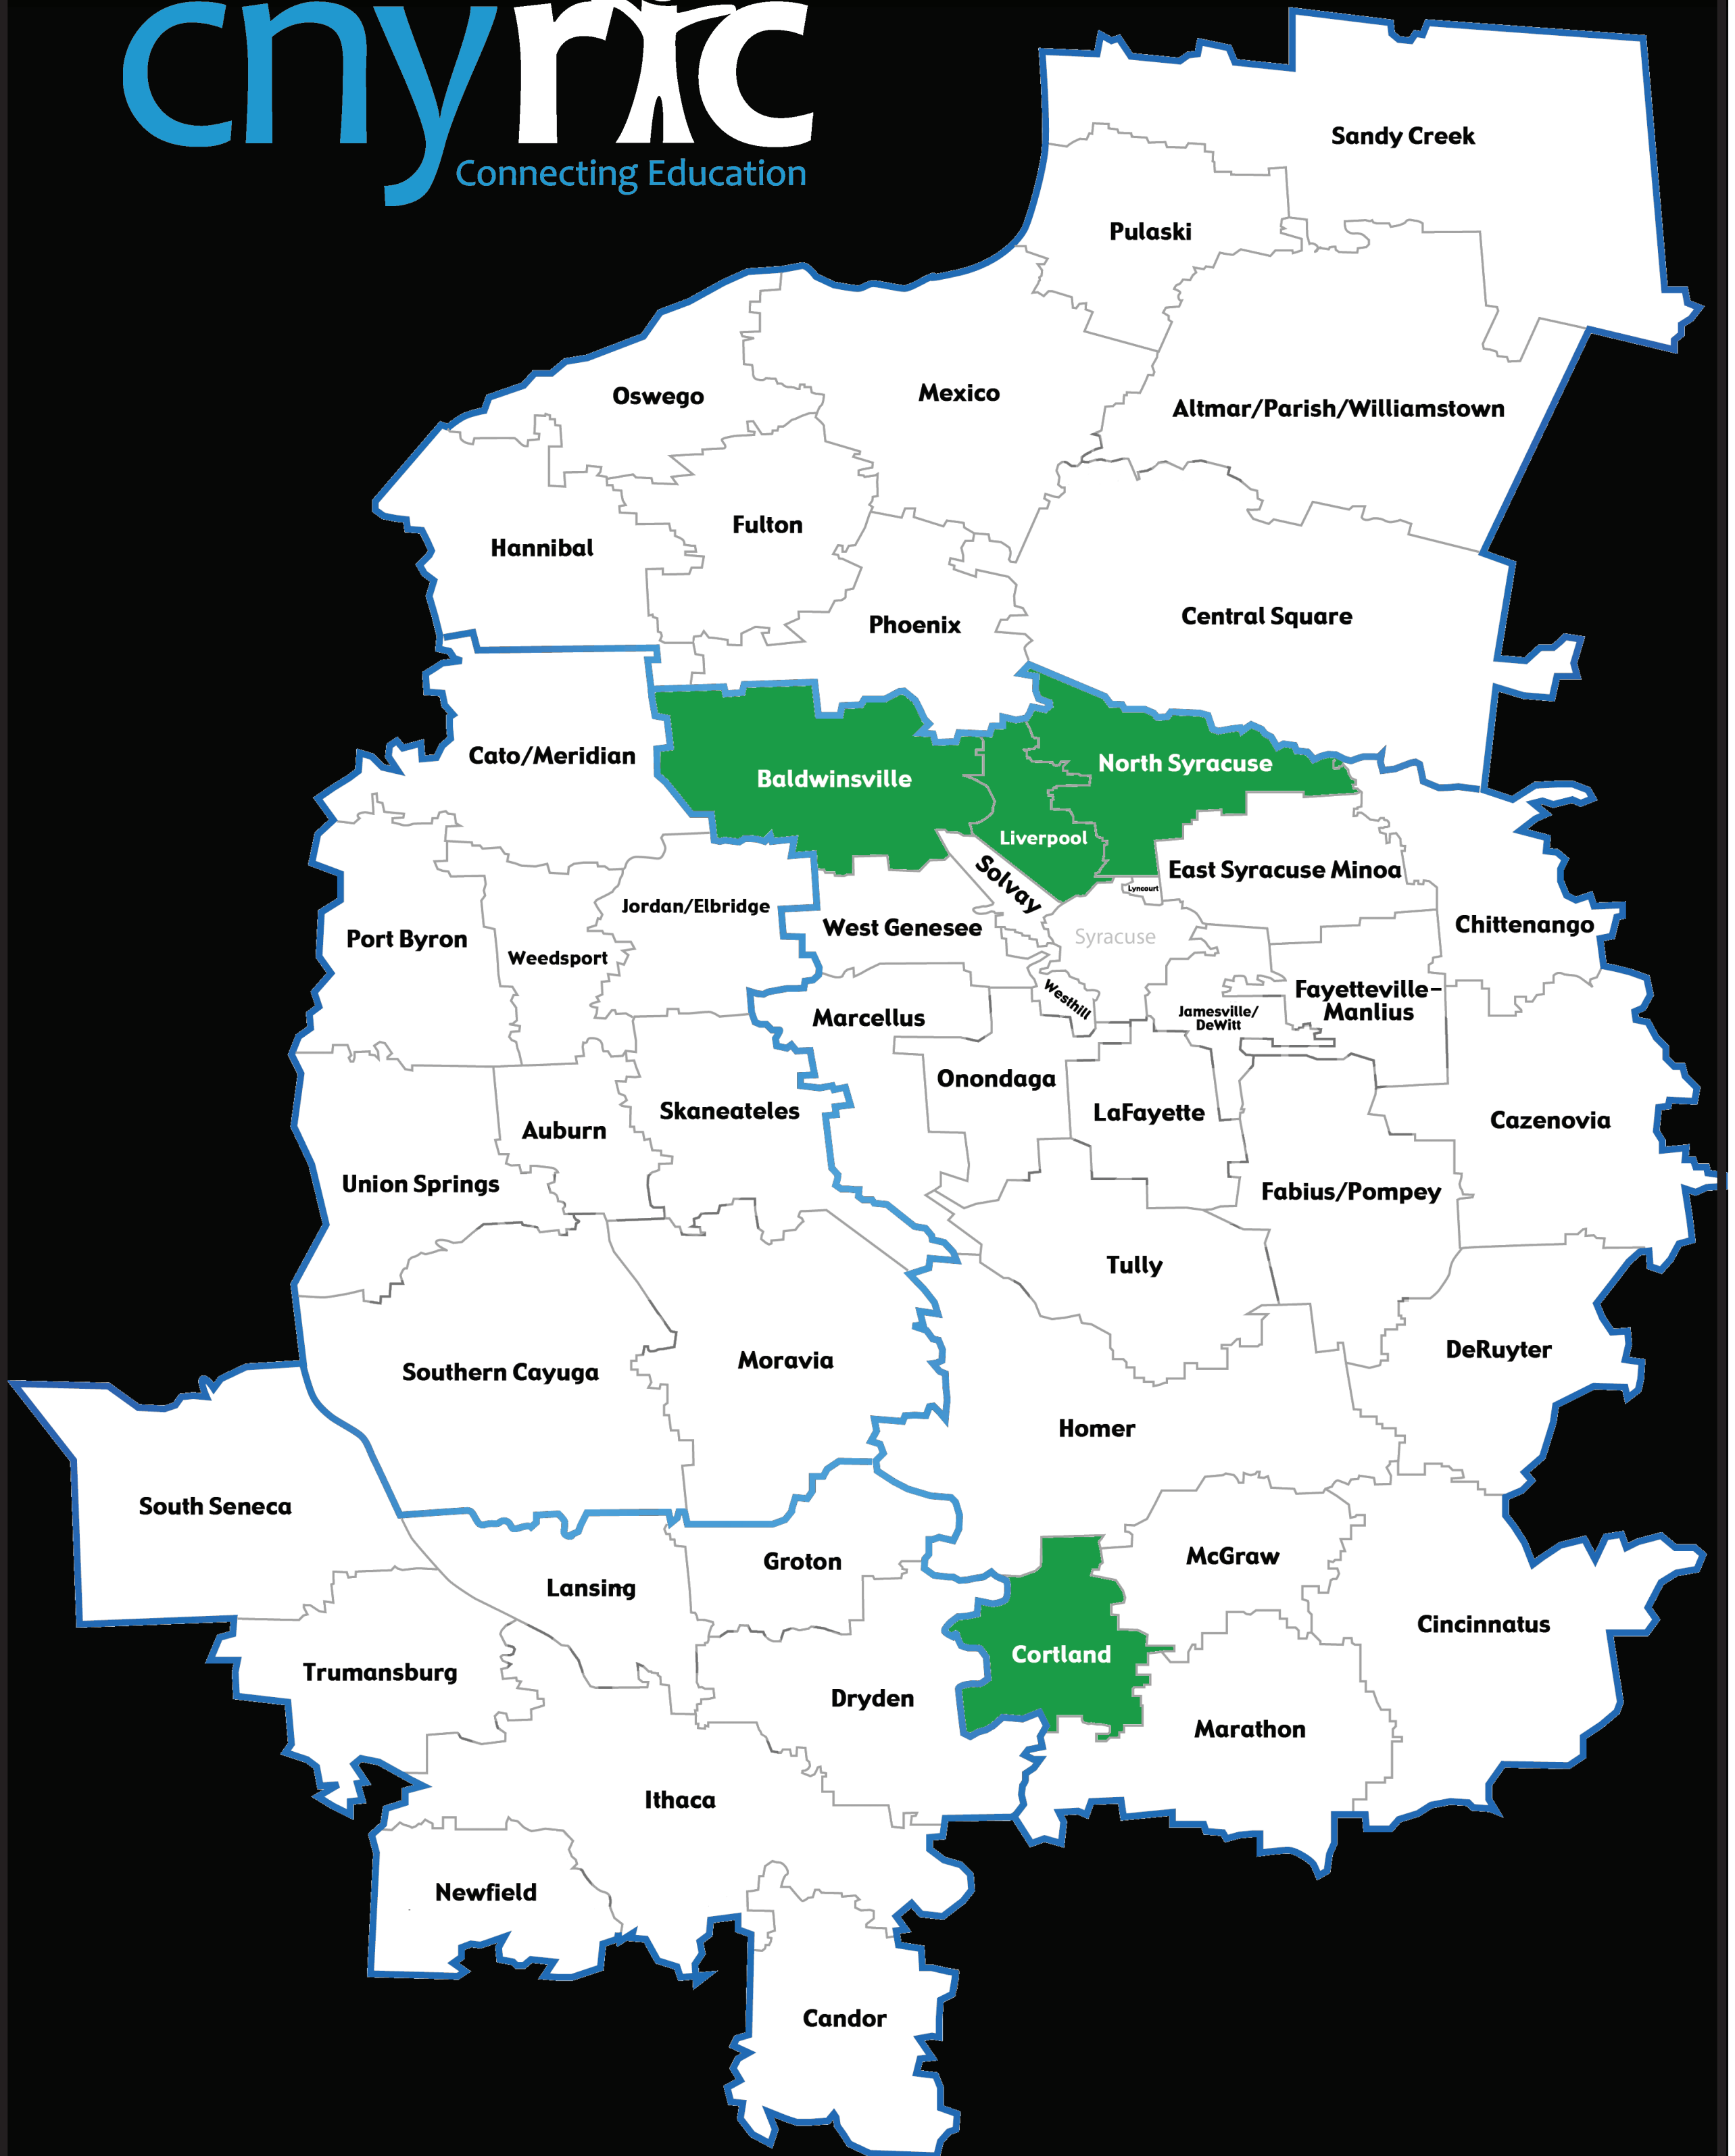 cnyric
Connecting Education
Sandy Creek
Pulaski
Oswego
Mexico
Altmar/Parish/Williamstown
Fulton
Hannibal
Phoenix
Central Square
Cato/Meridian
Baldwinsville
North Syracuse
Liverpool
East Syracuse Minoa
Solvay
Lyncourt
Jordan/Elbridge
West Genesee
Chittenango
Port Byron
Syracuse
Weedsport
Fayetteville–
Manlius
Westhill
Marcellus
Jamesville/
DeWitt
Onondaga
Skaneateles
LaFayette
Cazenovia
Auburn
Union Springs
Fabius/Pompey
Tully
DeRuyter
Moravia
Southern Cayuga
Homer
South Seneca
McGraw
Groton
Lansing
Cincinnatus
Cortland
Trumansburg
Dryden
Marathon
Ithaca
Newfield
Candor